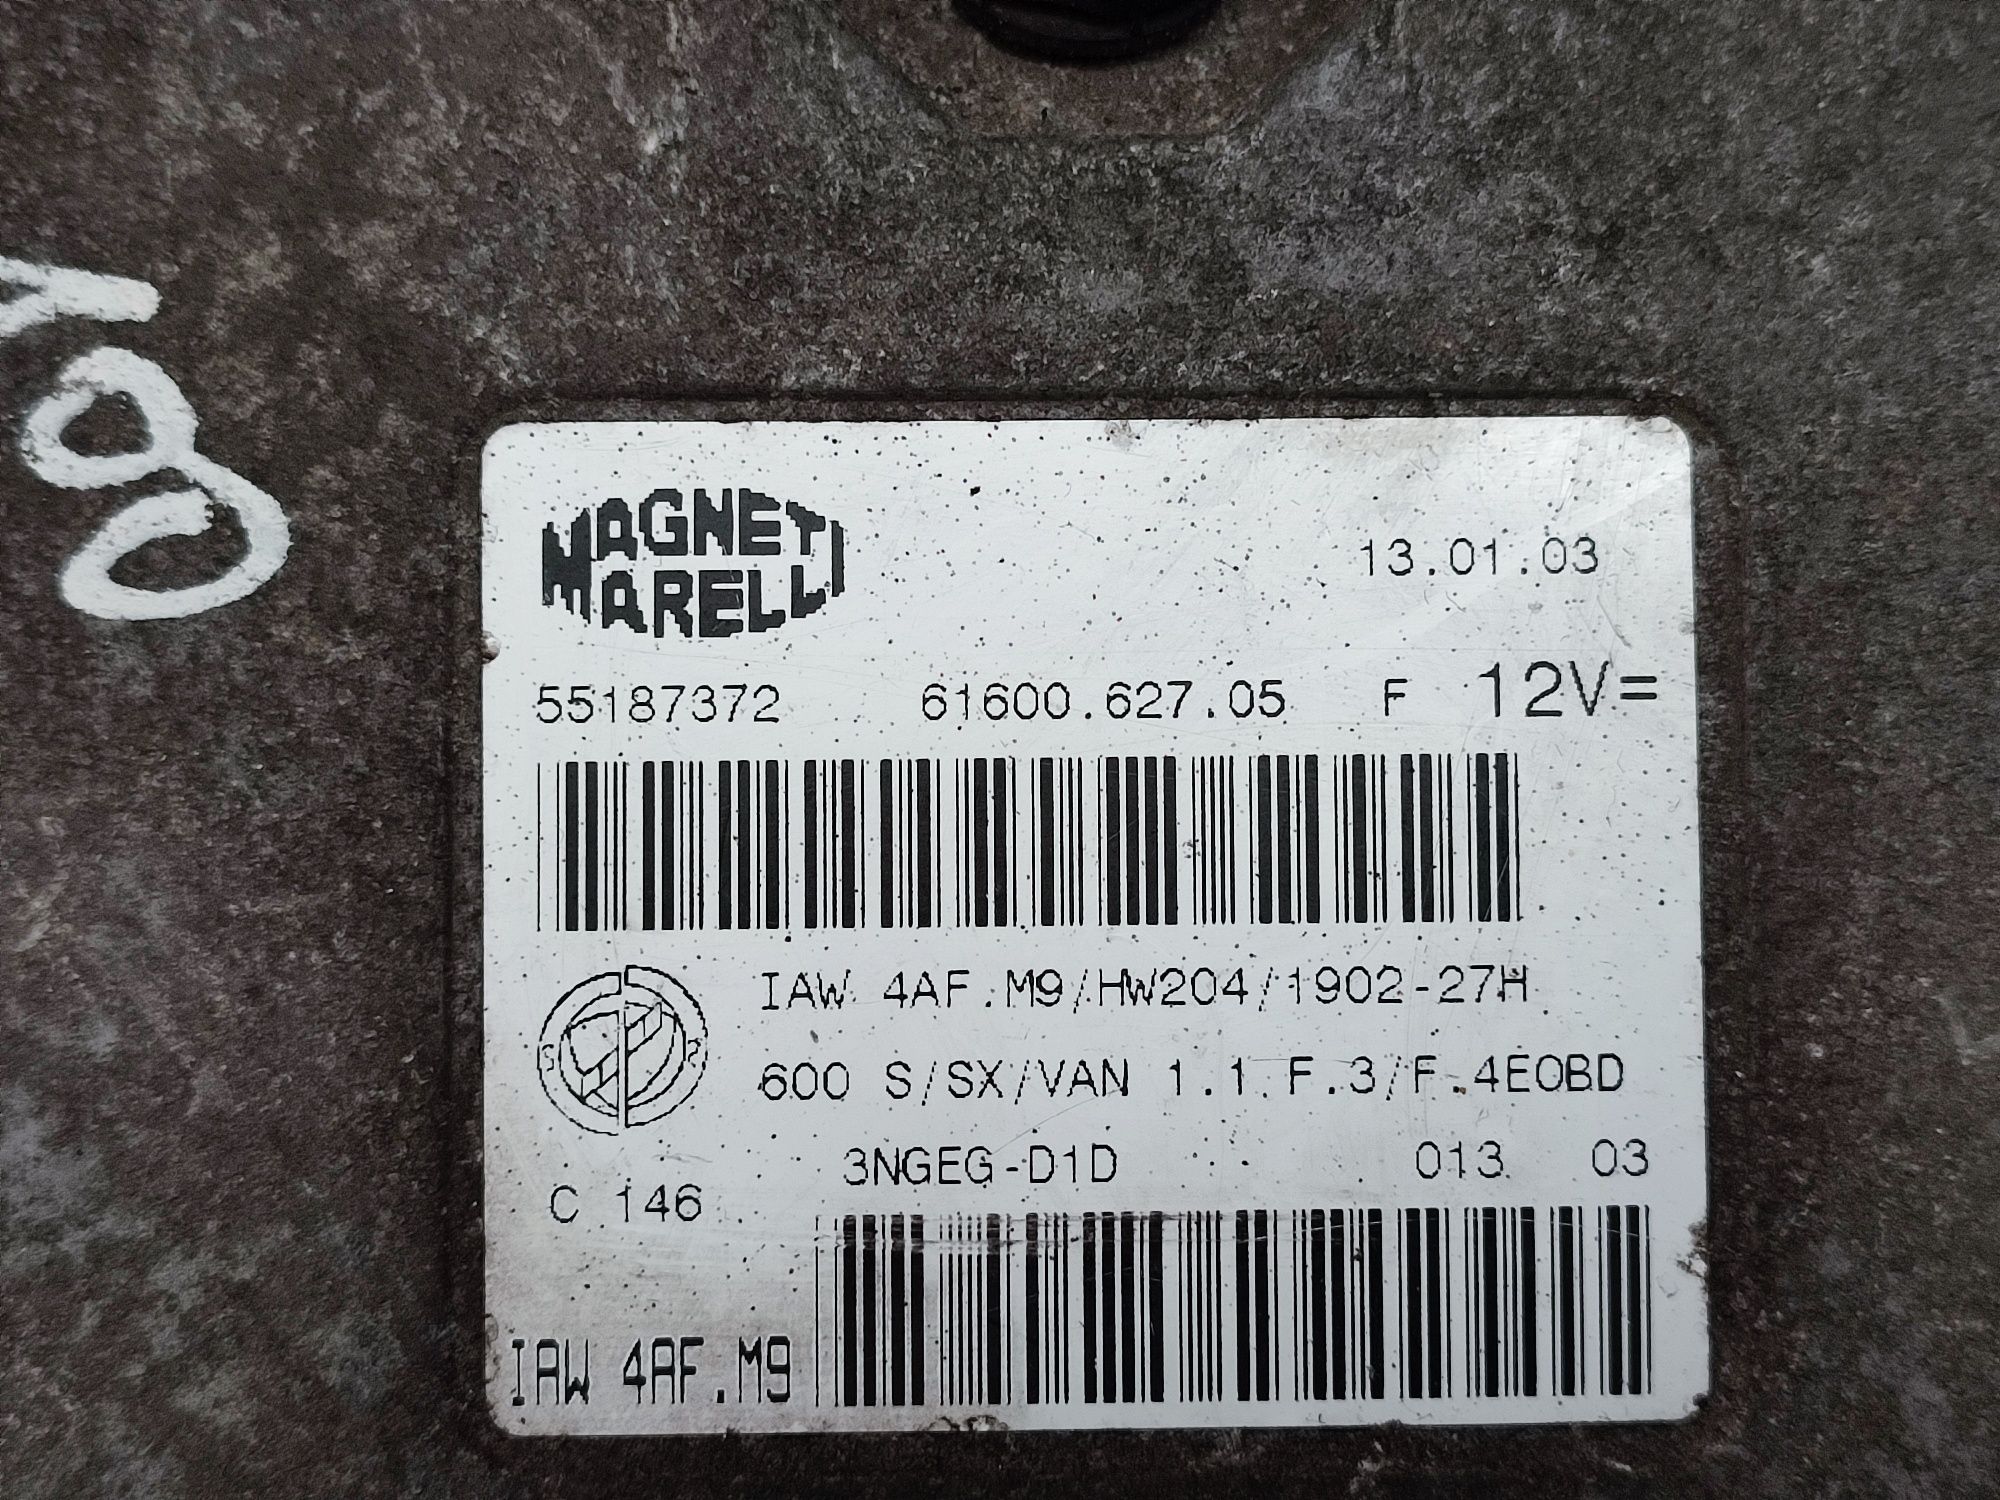 MAGNETI
MARELLI
13.01.03
55187372 61600.627.05 F 12V=
IAW 4AF.M9/HW204/1902-27H
600 S/SX/VAN 1.1 F.3/F.4EOBD
3NGEG-D1D 013 03
C 146
IAW 4AF.M9